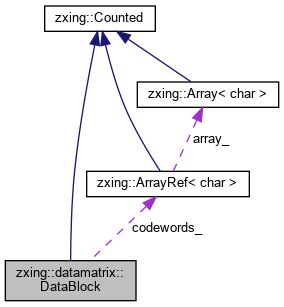 zxing::Counted
zxing::Array< char >
array_
zxing::ArrayRef< char >
codewords_
zxing::datamatrix::
DataBlock